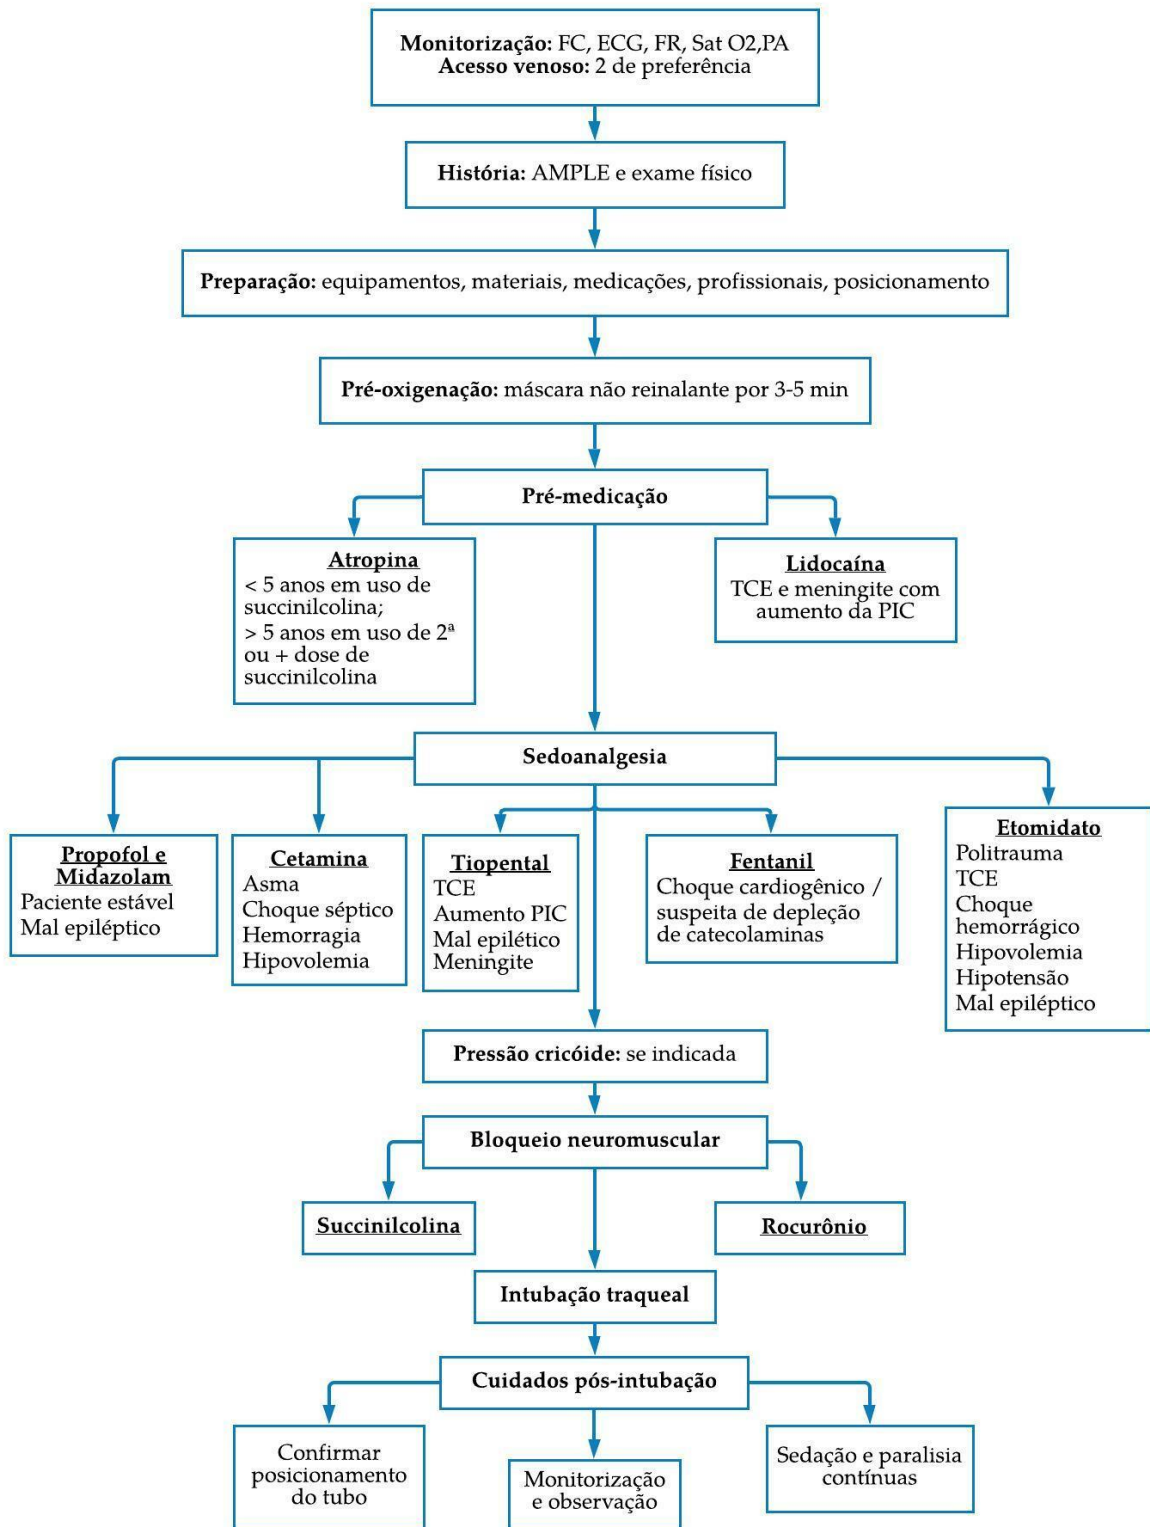 Monitorização: FC, ECG, FR, Sat O2,PA
Acesso venoso: 2 de preferência
História: AMPLE e exame físico
Preparação: equipamentos, materiais, medicações, profissionais, posicionamento
Pré-oxigenação: máscara não reinalante por 3-5 min
Pré-medicação
Atropina
< 5 anos em uso de
succinilcolina;
> 5 anos em uso de 2ª
ou + dose de
succinilcolina
Lidocaína
TCE e meningite com
aumento da PIC
Sedoanalgesia
Propofol e
Midazolam
Paciente estável
Mal epiléptico
Cetamina
Asma
Choque séptico
Hemorragia
Hipovolemia
Tiopental
TCE
Aumento PIC
Mal epilético
Meningite
Fentanil
Choque cardiogênico /
suspeita de depleção
de catecolaminas
Etomidato
Politrauma
TCE
Choque
hemorrágico
Hipovolemia
Hipotensão
Mal epiléptico
Pressão cricóide: se indicada
Bloqueio neuromuscular
Succinilcolina
Rocurônio
Intubação traqueal
Cuidados pós-intubação
Confirmar
posicionamento
do tubo
Monitorização
e observação
Sedação e paralisia
contínuas